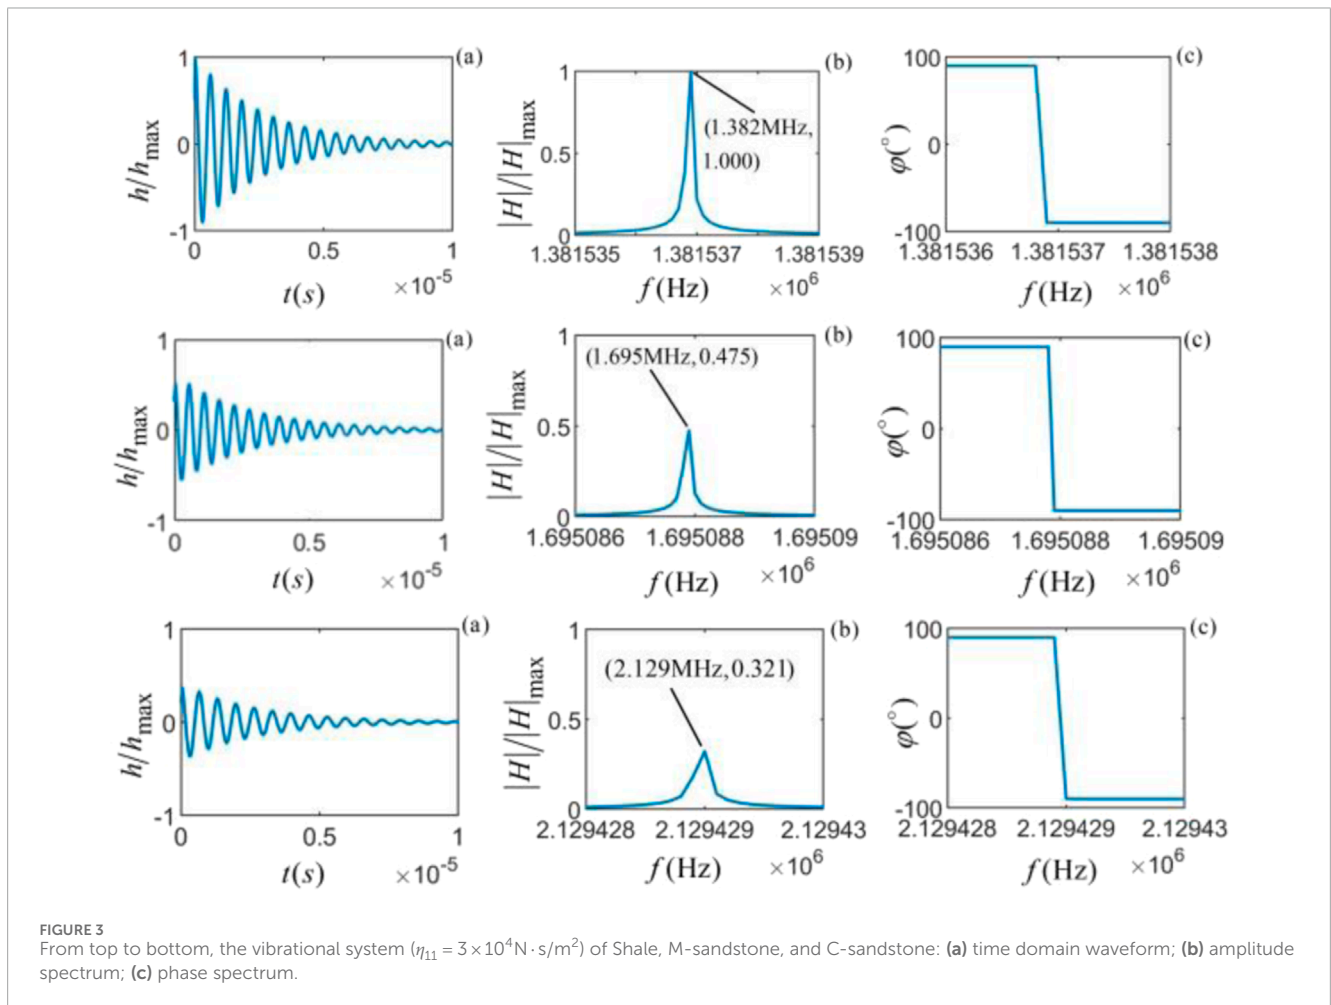 (a)
1
0
-1
h/hmax
0
0.5
1
t(s)
×10-5
(b)
1
0.5
0
|H|/|H|max
(1.382MHz,
1.000)
1.381535
1.381537
1.381539
f(Hz)
×106
(c)
100
0
-100
φ(°)
1.381536
1.381537
1.381538
f(Hz)
×106
(a)
1
0
-1
h/hmax
0
0.5
1
t(s)
×10-5
(b)
1
0.5
0
|H|/|H|max
(1.695MHz,0.475)
1.695086
1.695088
1.69509
f(Hz)
×106
(c)
100
0
-100
φ(°)
1.695086
1.695088
1.69509
f(Hz)
×106
(a)
1
0
-1
h/hmax
0
0.5
1
t(s)
×10-5
(b)
1
0.5
0
|H|/|H|max
(2.129MHz,0.321)
2.129428
2.129429
2.12943
f(Hz)
×106
(c)
100
0
-100
φ(°)
2.129428
2.129429
2.12943
f(Hz)
×106
FIGURE 3
From top to bottom, the vibrational system (η11 = 3×104N·s/m2) of Shale, M-sandstone, and C-sandstone: (a) time domain waveform; (b) amplitude
spectrum; (c) phase spectrum.